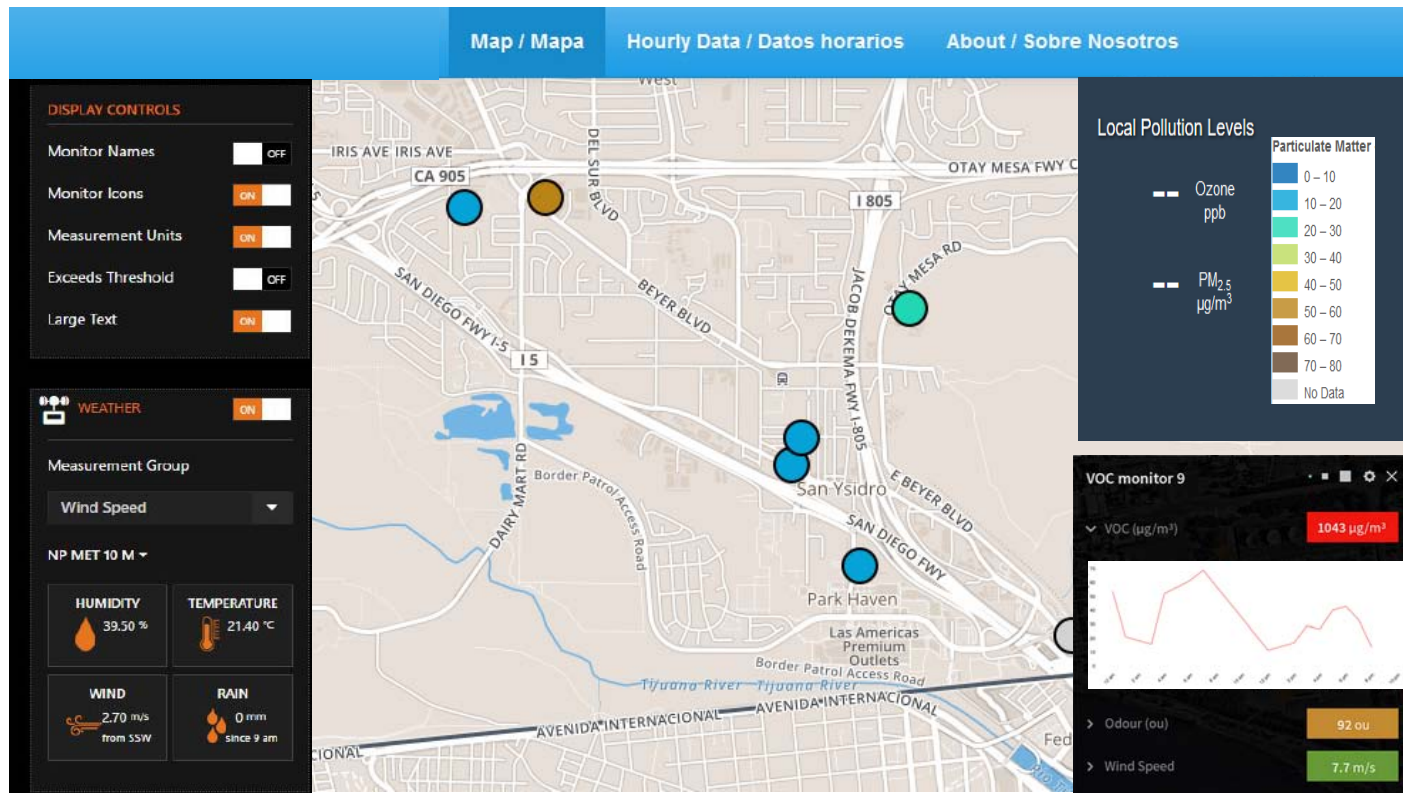 Map / Mapa
Hourly Data / Datos horarios
About / Sobre Nosotros
DISPLAY CONTROLS
Monitor Names
OFF
Monitor Icons
ON
Measurement Units
ON
Exceeds Threshold
OFF
Large Text
ON
WEATHER
ON
Measurement Group
Wind Speed
NP MET 10 M
HUMIDITY
39.50 %
TEMPERATURE
21.40 °C
WIND
2.70 m/s
from SSW
RAIN
0 mm
since 9 am
West
IRIS AVE IRIS AVE
CA 905
DEL SUR BLVD
OTAY MESA FWY C
I 805
OTAY MESA RD
SAN DIEGO FWY I-5
BEYER BLVD
JACOB DEKEMA FWY I-805
I 5
DAIRY MART RD
Border Patrol Access Road
San Ysidro
E BEYER BLVD
SAN DIEGO FWY
Park Haven
Las Americas
Premium
Outlets
Border Patrol Access Road
Tijuana River
Tijuana River
AVENIDA INTERNACIONAL
AVENIDA INTERNACIONAL
CIONAL
Fed
Local Pollution Levels
-- Ozone
ppb
-- PM2.5
µg/m³
Particulate Matter
0 – 10
10 – 20
20 – 30
30 – 40
40 – 50
50 – 60
60 – 70
70 – 80
No Data
VOC monitor 9
VOC (µg/m³)
1043 µg/m³
Odour (ou)
92 ou
Wind Speed
7.7 m/s